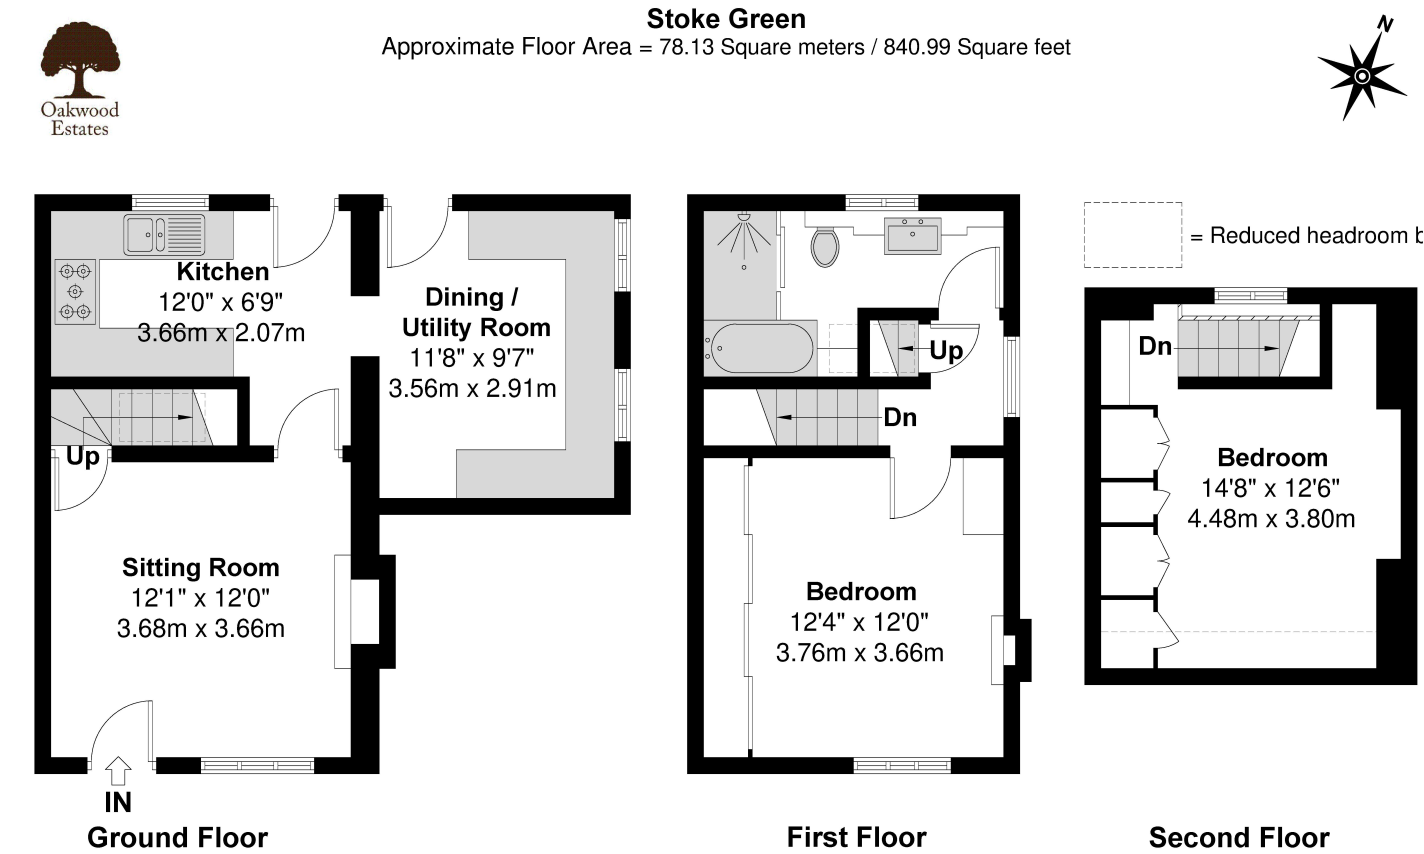 Stoke Green
Approximate Floor Area = 78.13 Square meters / 840.99 Square feet
N
Oakwood
Estates
= Reduced headroom b
Kitchen
12'0" x 6'9"
3.66m x 2.07m
Dining /
Utility Room
11'8" x 9'7"
3.56m x 2.91m
Up
Sitting Room
12'1" x 12'0"
3.68m x 3.66m
IN
Ground Floor
Up
Dn
Bedroom
12'4" x 12'0"
3.76m x 3.66m
First Floor
Dn
Bedroom
14'8" x 12'6"
4.48m x 3.80m
Second Floor